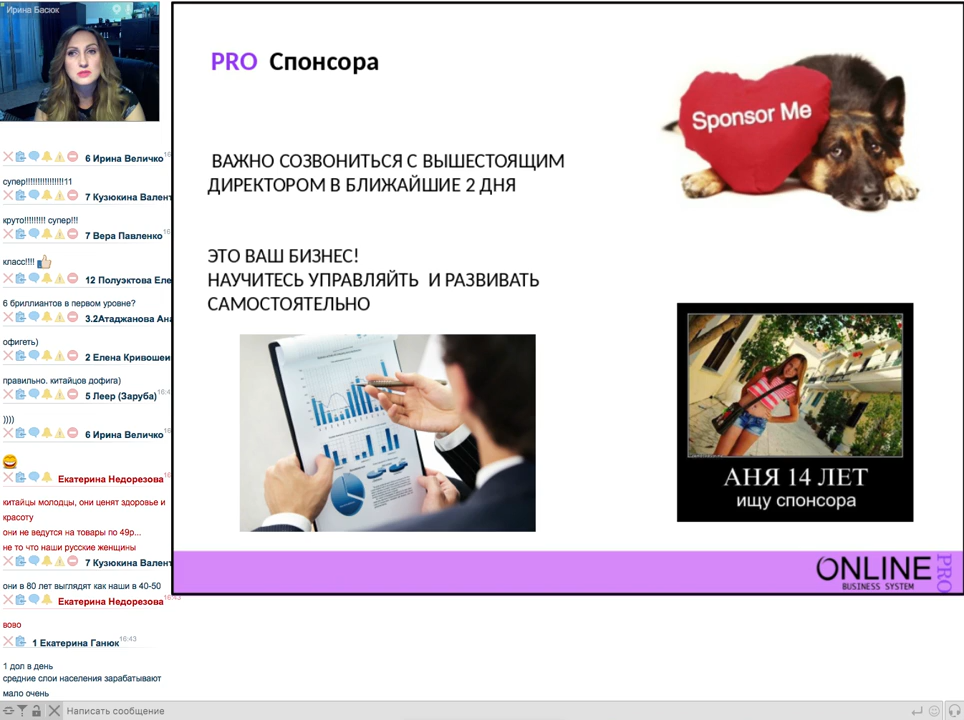 Ирина Басюк
6 Ирина Величко
супер!!!!!!!!!!!!!!!!11
7 Кузюкина Валент
круто!!!!!!!!! супер!!!
7 Вера Павленко
класс!!!!
12 Полуэктова Еле
6 бриллиантов в первом уровне?
3.2Атаджанова Ана
офигеть)
2 Елена Кривошеи
правильно. китайцов дофига)
5 Леер (Заруба)
))))
6 Ирина Величко
Екатерина Недорезова
китайцы молодцы, они ценят здоровье и
красоту
они не ведутся на товары по 49р...
не то что наши русские женщины
7 Кузюкина Валент
они в 80 лет выглядят как наши в 40-50
Екатерина Недорезова 16:43
вово
1 Екатерина Ганюк 16:43
1 дол в день
средние слои населения зарабатывают
мало очень
Написать сообщение
PRO Спонсора
ВАЖНО СОЗВОНИТЬСЯ С ВЫШЕСТОЯЩИМ
ДИРЕКТОРОМ В БЛИЖАЙШИЕ 2 ДНЯ
ЭТО ВАШ БИЗНЕС!
НАУЧИТЕСЬ УПРАВЛЯЙТЬ И РАЗВИВАТЬ
САМОСТОЯТЕЛЬНО
Sponsor Me
АНЯ 14 ЛЕТ
ищу спонсора
ONLINE PRO
BUSINESS SYSTEM